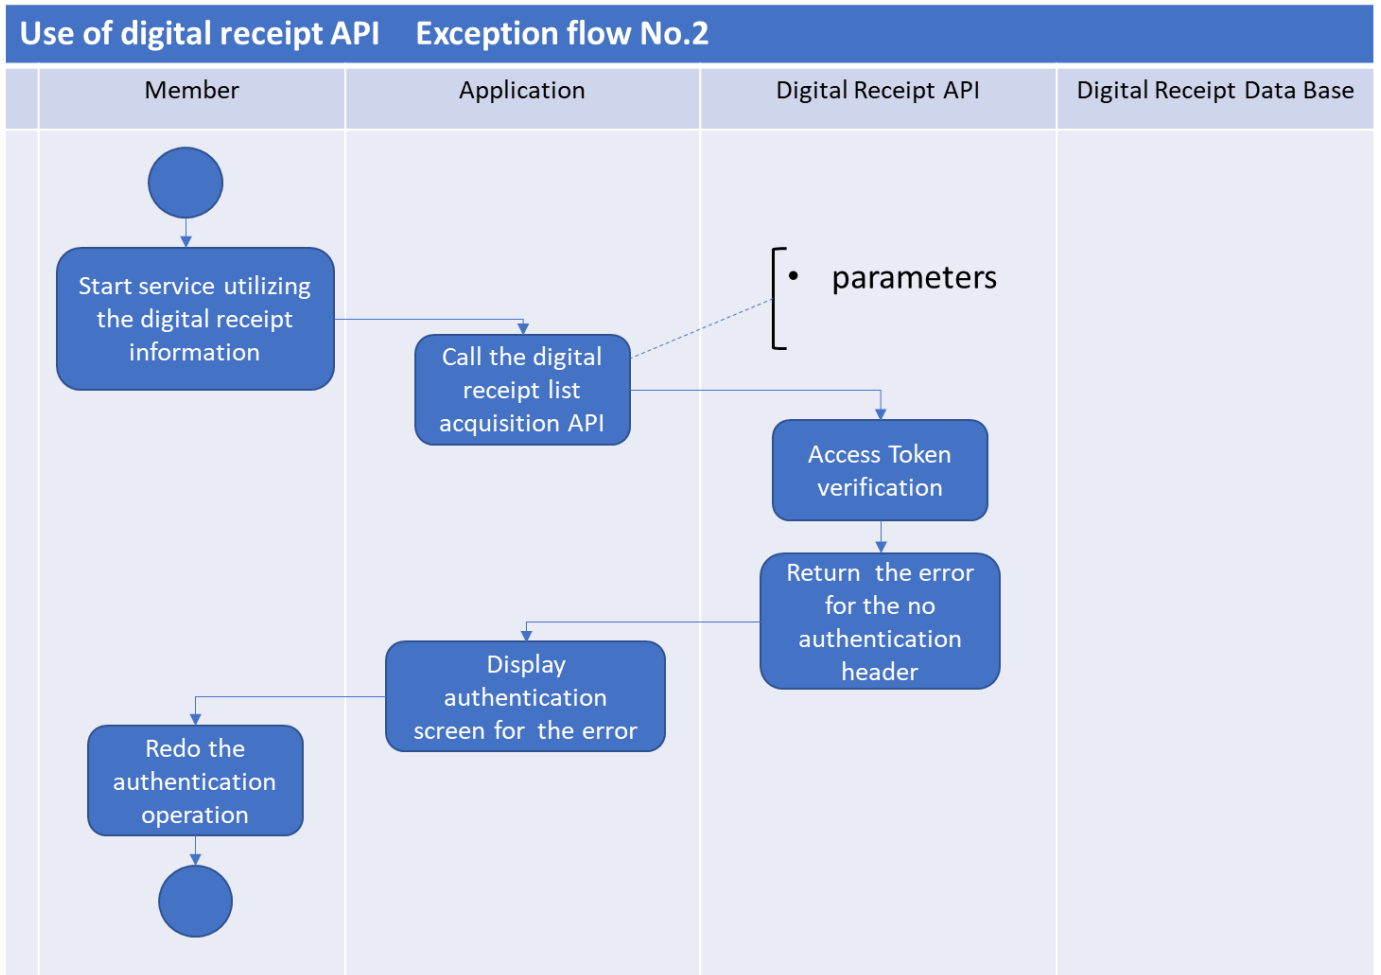 Use of digital receipt API Exception flow No.2
Member
Application
Digital Receipt API
Digital Receipt Data Base
Start service utilizing
the digital receipt
information
• parameters
Call the digital
receipt list
acquisition API
Access Token
verification
Return the error
for the no
authentication
header
Display
authentication
screen for the error
Redo the
authentication
operation